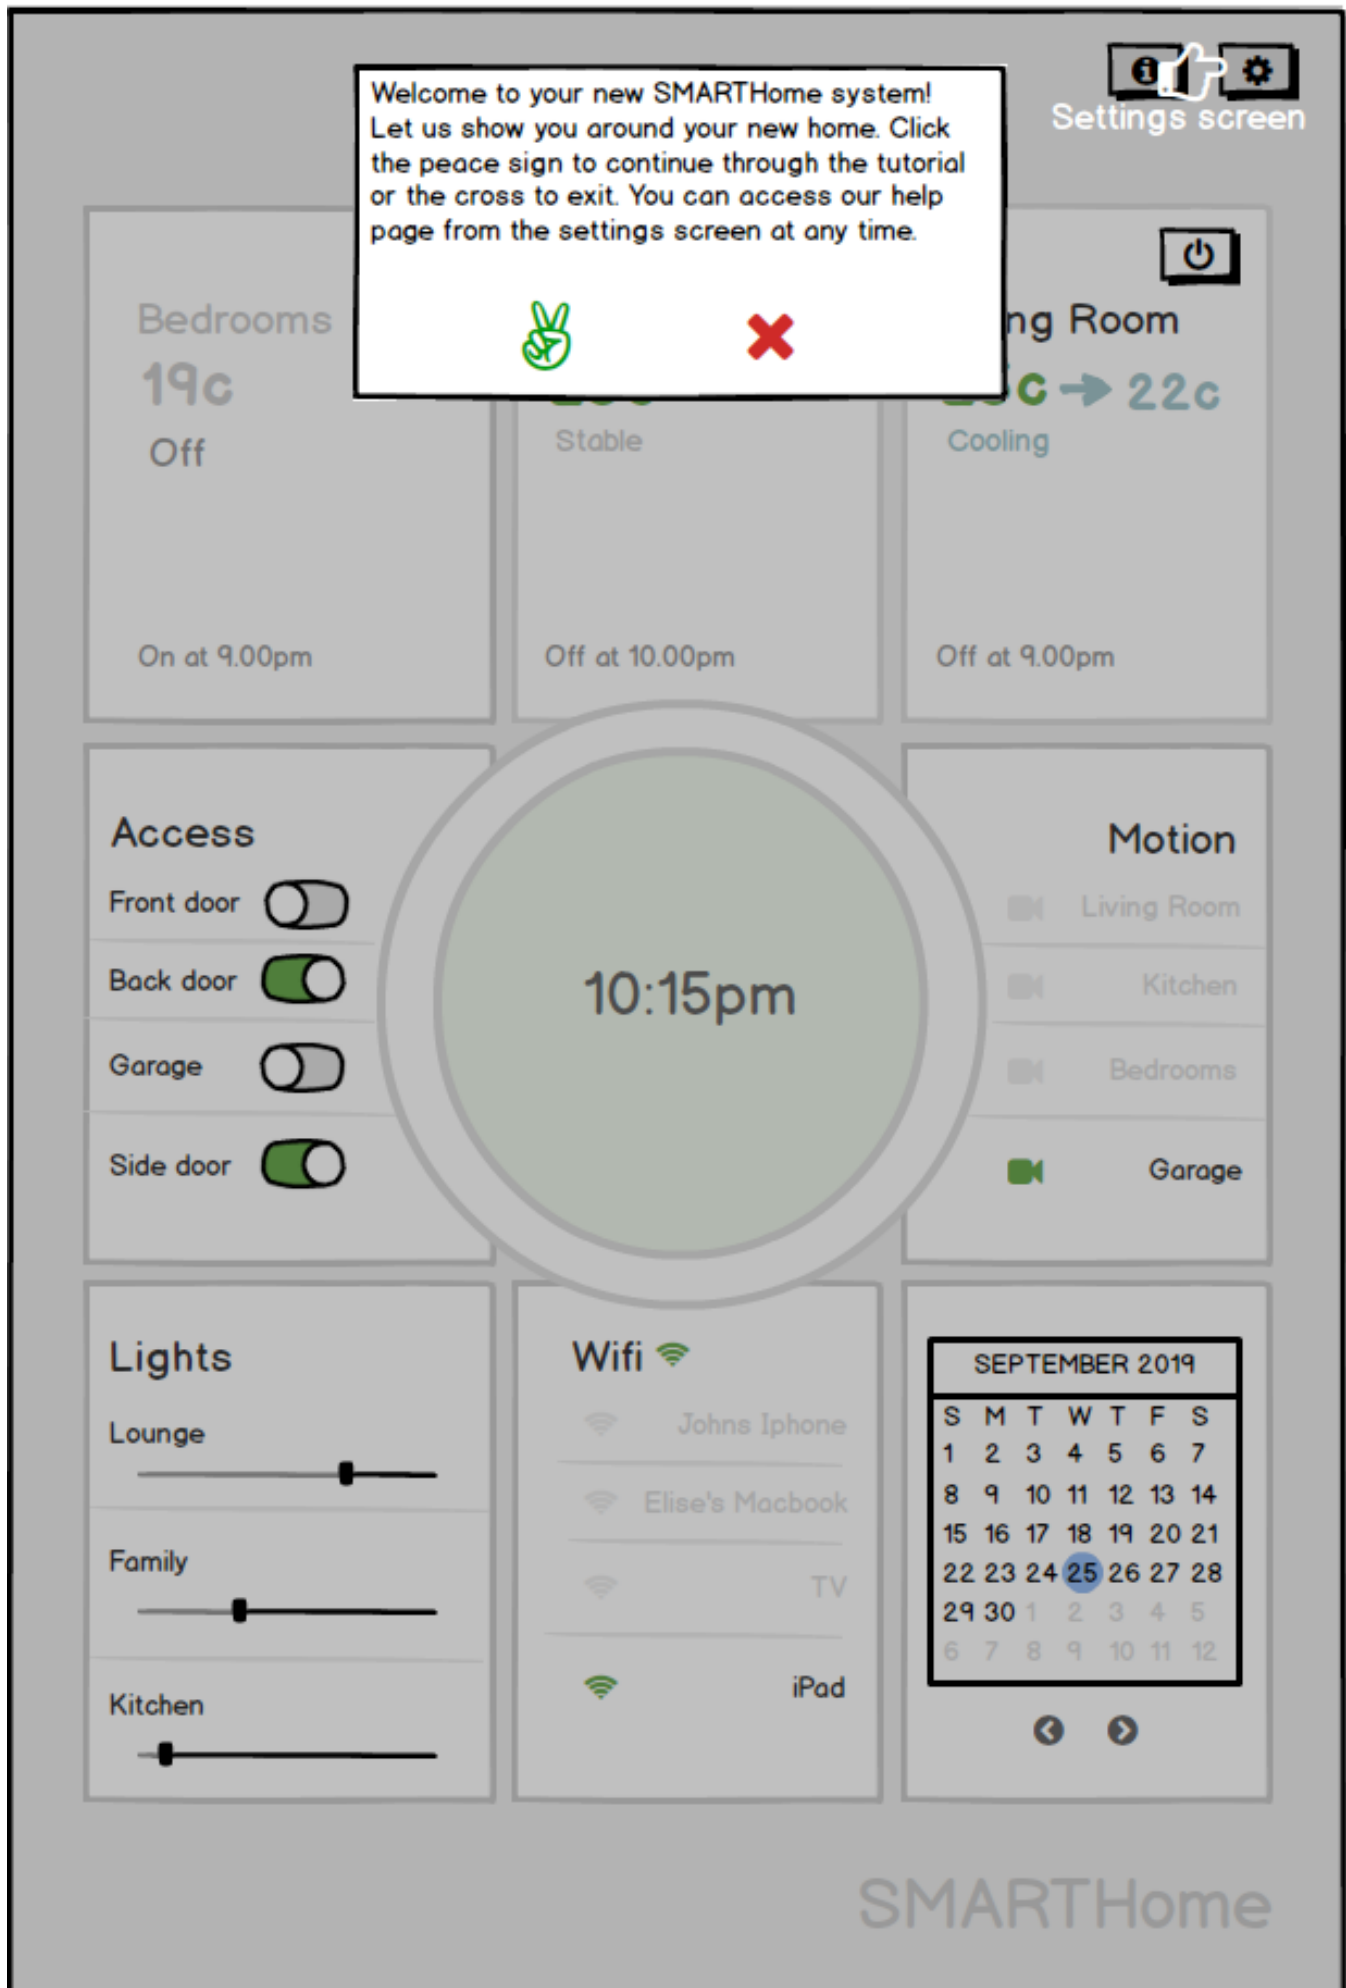 Settings screen
Welcome to your new SMARTHome system!
Let us show you around your new home. Click
the peace sign to continue through the tutorial
or the cross to exit. You can access our help
page from the settings screen at any time.
Bedrooms
19c
Off
On at 9.00pm
Stable
Off at 10.00pm
ng Room
c 22c
Cooling
Off at 9.00pm
Access
Front door
Back door
Garage
Side door
10:15pm
Motion
Living Room
Kitchen
Bedrooms
Garage
Lights
Lounge
Family
Kitchen
Wifi
Johns Iphone
Elise's Macbook
TV
iPad
SEPTEMBER 2019
S M T W T F S
1 2 3 4 5 6 7
8 9 10 11 12 13 14
15 16 17 18 19 20 21
22 23 24 25 26 27 28
29 30 1 2 3 4 5
6 7 8 9 10 11 12
SMARTHome